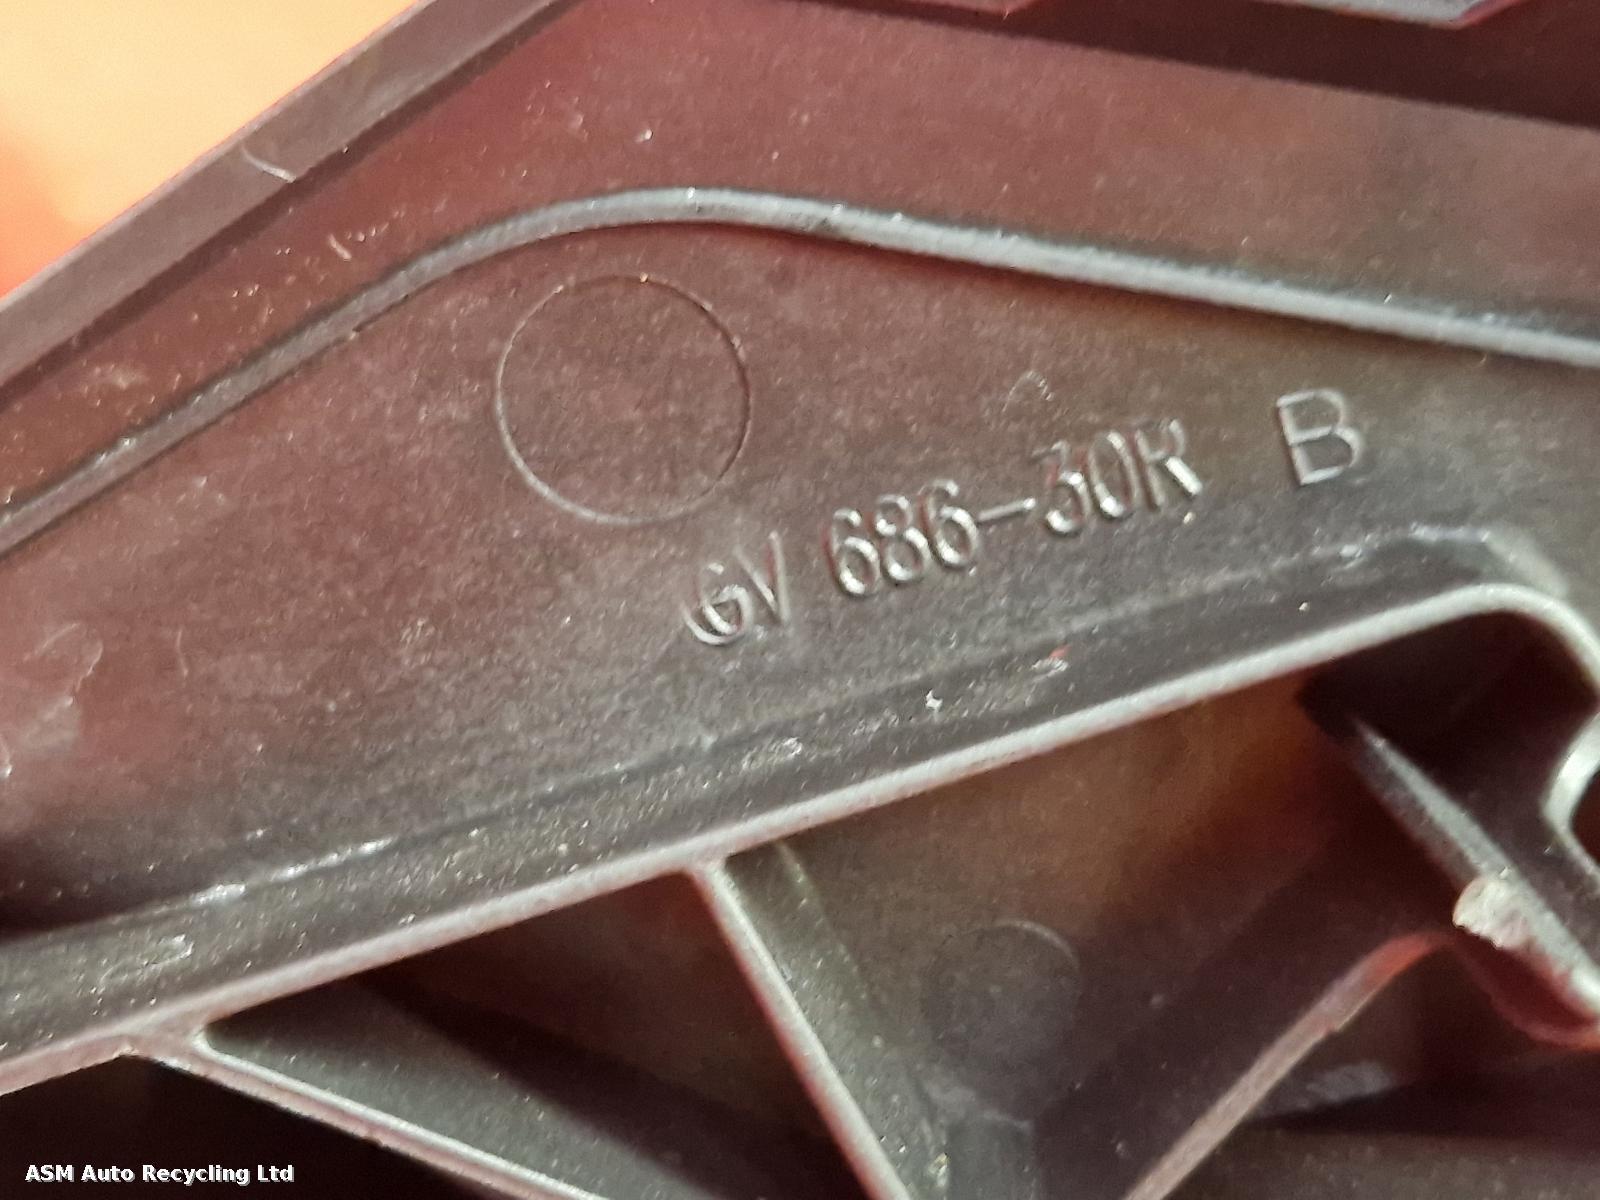 GV 686-30R B
ASM Auto Recycling Ltd